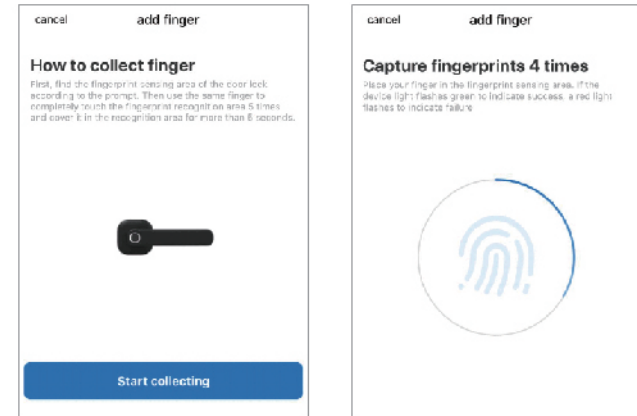 cancel add finger
How to collect finger
First, find the fingerprint sensing area of the door lock
according to the prompt. Then use the same finger to
completely touch the fingerprint recognition area 5 times
and cover it in the recognition area for more than 5 seconds.
Start collecting
cancel add finger
Capture fingerprints 4 times
Place your finger in the fingerprint sensing area. If the
device light flashes green to indicate success, a red light
flashes to indicate failure